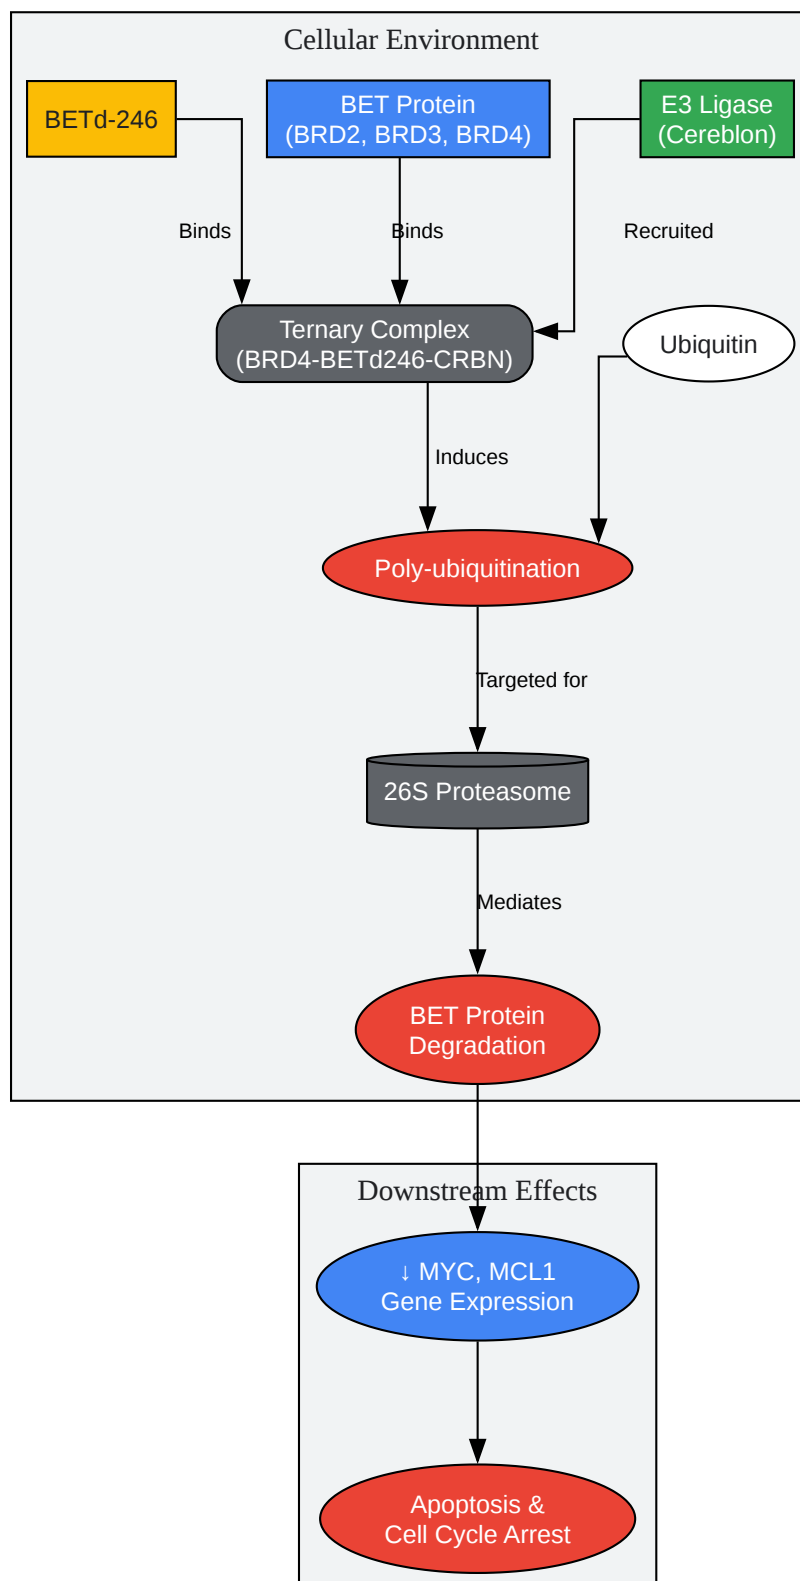 Cellular Environment
BETd-246
BET Protein
(BRD2, BRD3, BRD4)
E3 Ligase
(Cereblon)
Binds
Binds
Recruited
Ternary Complex
(BRD4-BETd246-CRBN)
Ubiquitin
Induces
Poly-ubiquitination
Targeted for
26S Proteasome
Mediates
BET Protein
Degradation
Downstream Effects
↓ MYC, MCL1
Gene Expression
Apoptosis &
Cell Cycle Arrest